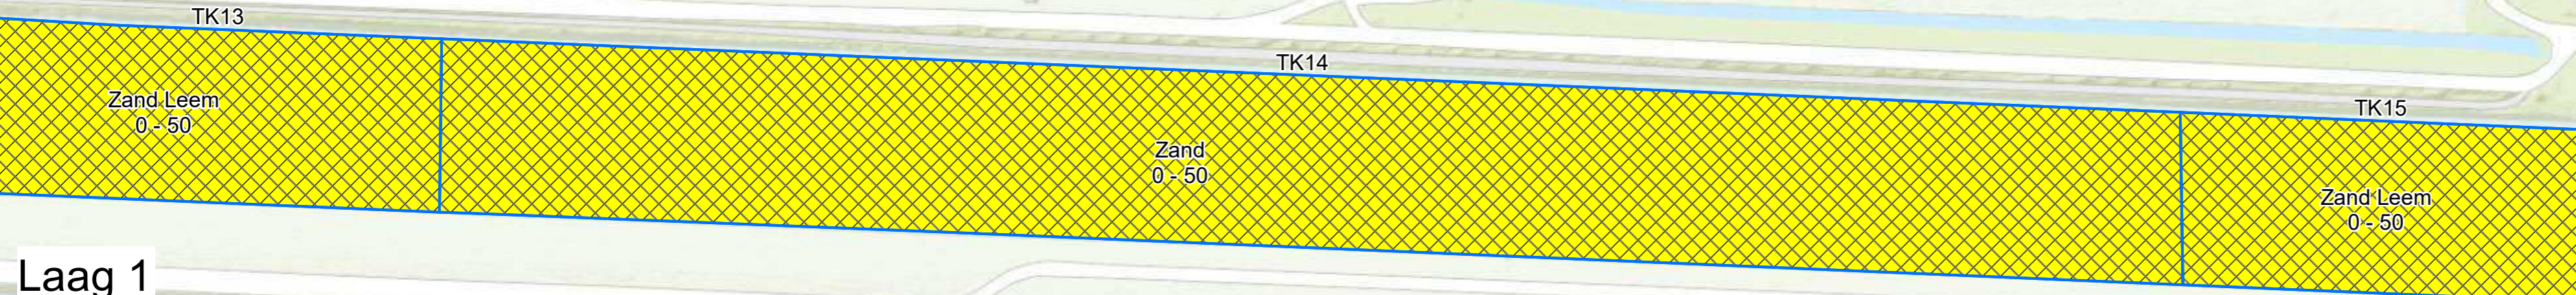 TK13
TK14
TK15
Zand Leem
0 - 50
Zand
0 - 50
Zand Leem
0 - 50
Laag 1